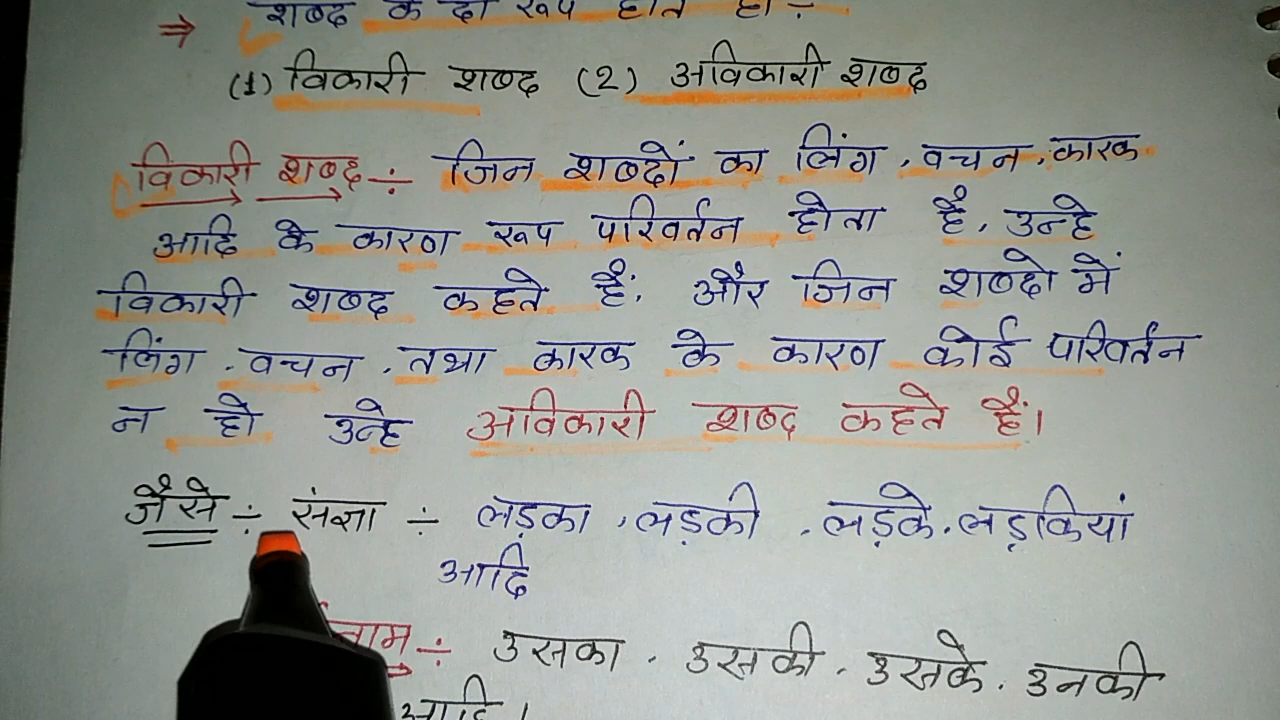 ⇒ शब्द के दो रूप होते हैं ÷
(1) विकारी शब्द (2) अविकारी शब्द
विकारी शब्द ÷ जिन शब्दों का लिंग, वचन, कारक
आदि के कारण रूप परिवर्तन होता है, उन्हे
विकारी शब्द कहते हैं, और जिन शब्दो में
लिंग, वचन, तथा कारक के कारण कोई परिवर्तन
न हो उन्हे अविकारी शब्द कहते हैं।
जैसे ÷ संज्ञा ÷ लड़का, लड़की, लड़के, लड़कियां
आदि
÷ उसका, उसकी, उसके, उनकी
आदि।